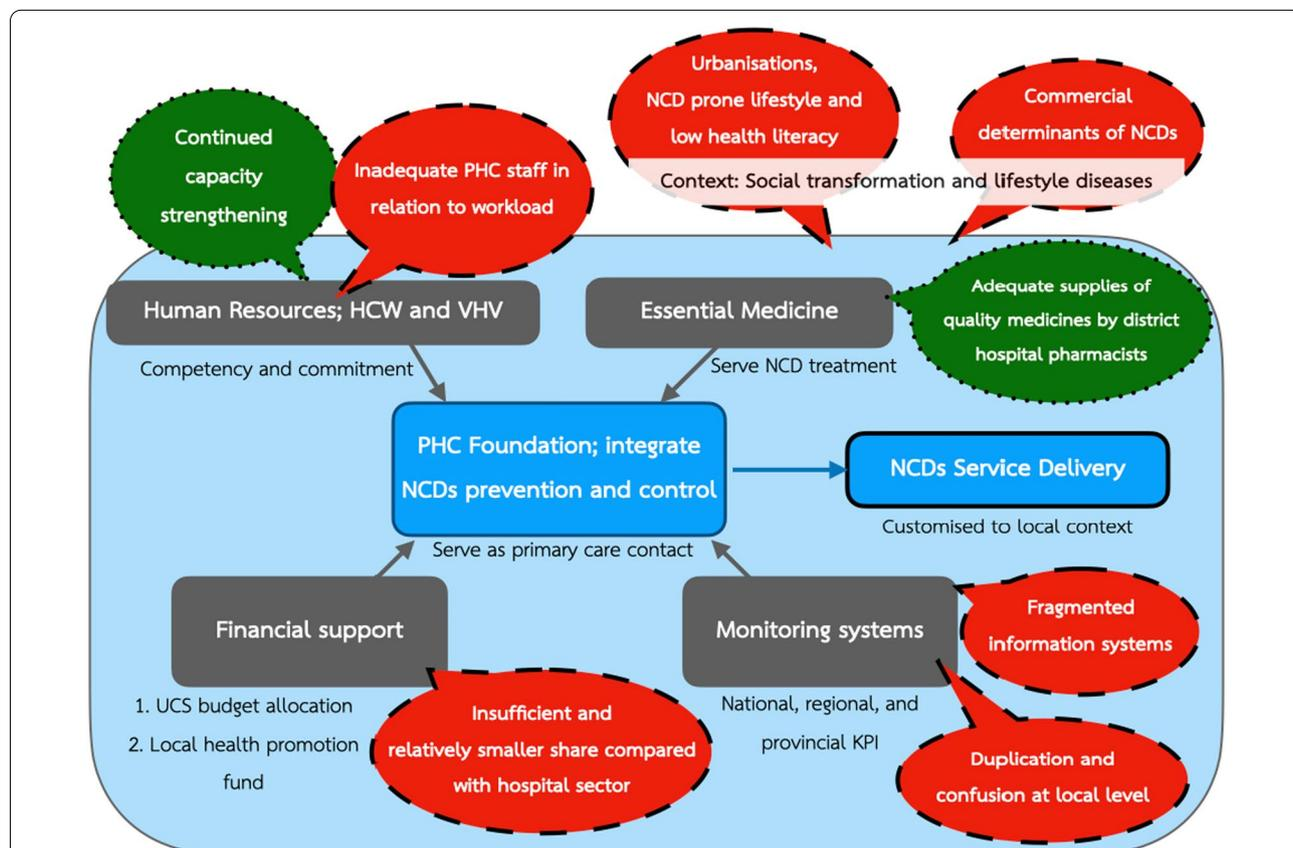 Urbanisations,
NCD prone lifestyle and
low health literacy
Commercial
determinants of NCDs
Context: Social transformation and lifestyle diseases
Continued
capacity
strengthening
Inadequate PHC staff in
relation to workload
Human Resources; HCW and VHV
Competency and commitment
Essential Medicine
Serve NCD treatment
Adequate supplies of
quality medicines by district
hospital pharmacists
PHC Foundation; integrate
NCDs prevention and control
Serve as primary care contact
NCDs Service Delivery
Customised to local context
Financial support
1. UCS budget allocation
2. Local health promotion
fund
Insufficient and
relatively smaller share compared
with hospital sector
Monitoring systems
National, regional, and
provincial KPI
Fragmented
information systems
Duplication and
confusion at local level